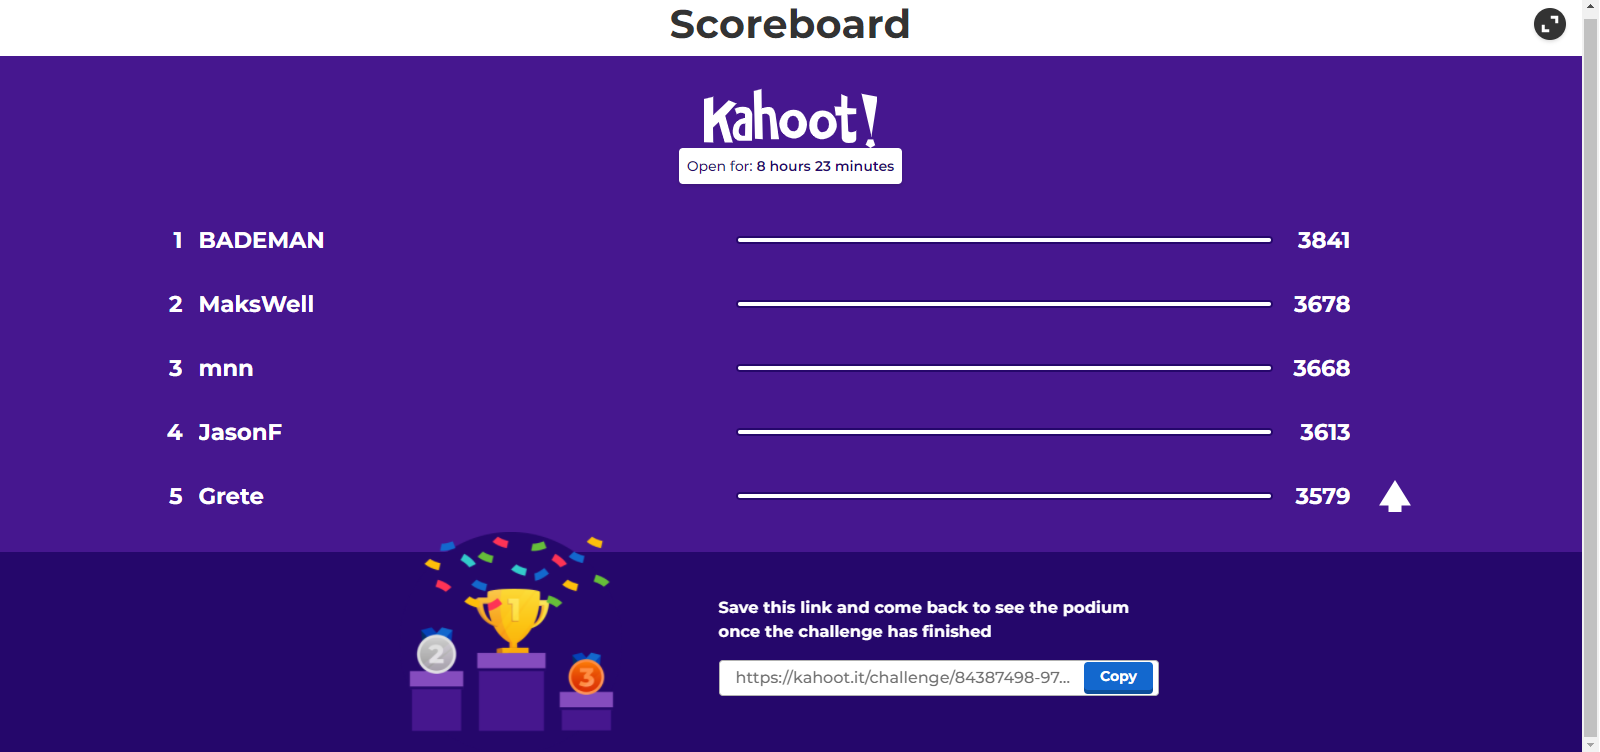 Scoreboard
Kahoot!
Open for: 8 hours 23 minutes
1 BADEMAN 3841
2 MaksWell 3678
3 mnn 3668
4 JasonF 3613
5 Grete 3579
1
2
3
Save this link and come back to see the podium
once the challenge has finished
https://kahoot.it/challenge/84387498-97... Copy